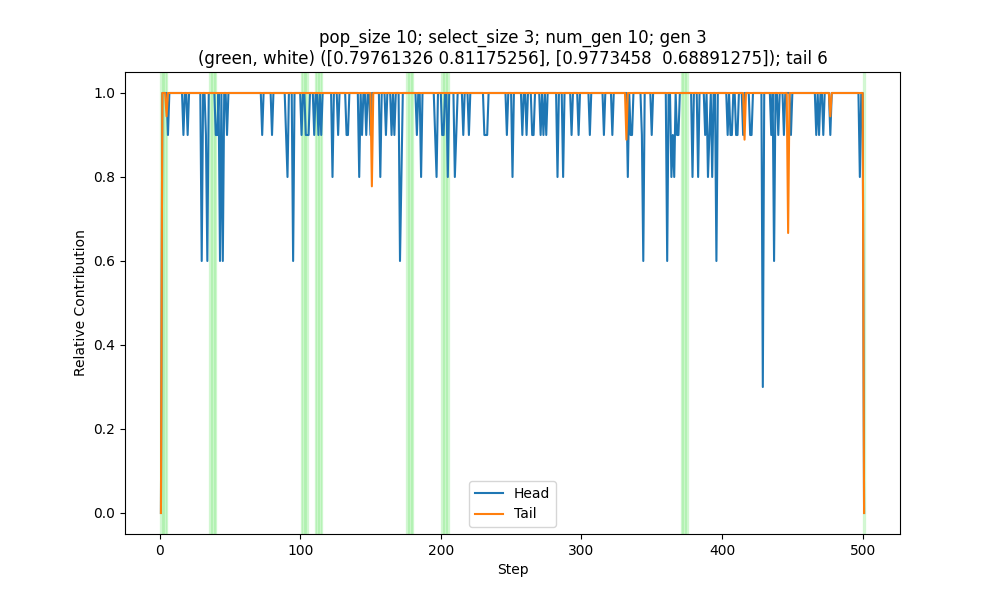 pop_size 10; select_size 3; num_gen 10; gen 3
(green, white) ([0.79761326 0.81175256], [0.9773458  0.68891275]); tail 6
1.0
0.8
0.6
0.4
0.2
0.0
Relative Contribution
Head
Tail
0 100 200 300 400 500
Step